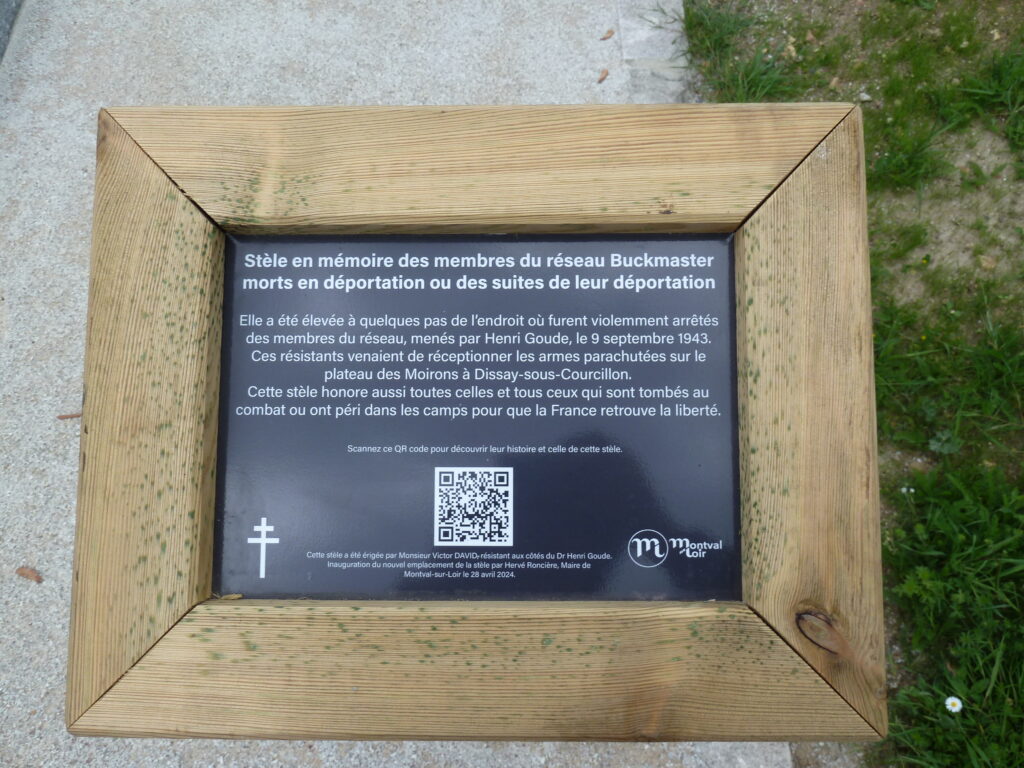 Stèle en mémoire des membres du réseau Buckmaster
morts en déportation ou des suites de leur déportation
Elle a été élevée à quelques pas de l'endroit où furent violemment arrêtés
des membres du réseau, menés par Henri Goude, le 9 septembre 1943.
Ces résistants venaient de réceptionner les armes parachutées sur le
plateau des Moirons à Dissay-sous-Courcillon.
Cette stèle honore aussi toutes celles et tous ceux qui sont tombés au
combat ou ont péri dans les camps pour que la France retrouve la liberté.
Scannez ce QR code pour découvrir leur histoire et celle de cette stèle.
Cette stèle a été érigée par Monsieur Victor DAVID, résistant aux côtés du Dr Henri Goude.
Inauguration du nouvel emplacement de la stèle par Hervé Roncière, Maire de
Montval-sur-Loir le 28 avril 2024.
m montval
sur Loir